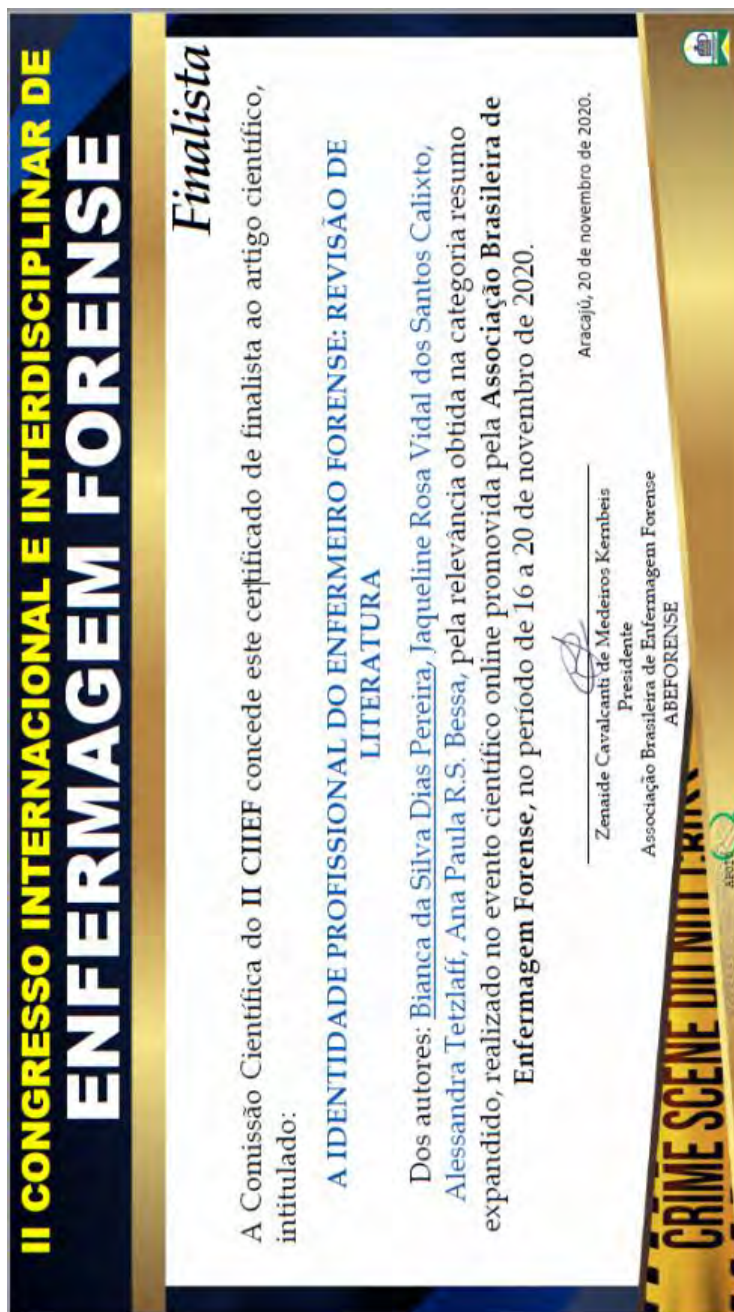 II CONGRESSO INTERNACIONAL E INTERDISCIPLINAR DE
ENFERMAGEM FORENSE
Finalista
A Comissão Científica do II CIIEF concede este certificado de finalista ao artigo científico,
intitulado:
A IDENTIDADE PROFISSIONAL DO ENFERMEIRO FORENSE: REVISÃO DE
LITERATURA
Dos autores: Bianca da Silva Dias Pereira, Jaqueline Rosa Vidal dos Santos Calixto,
Alessandra Tetzlaff, Ana Paula R.S. Bessa, pela relevância obtida na categoria resumo
expandido, realizado no evento científico online promovida pela Associação Brasileira de
Enfermagem Forense, no período de 16 a 20 de novembro de 2020.
Aracajú, 20 de novembro de 2020.
Zenaide Cavalcanti de Medeiros Kernbeis
Presidente
Associação Brasileira de Enfermagem Forense
ABEFORENSE
CRIME SCENE DO NOT